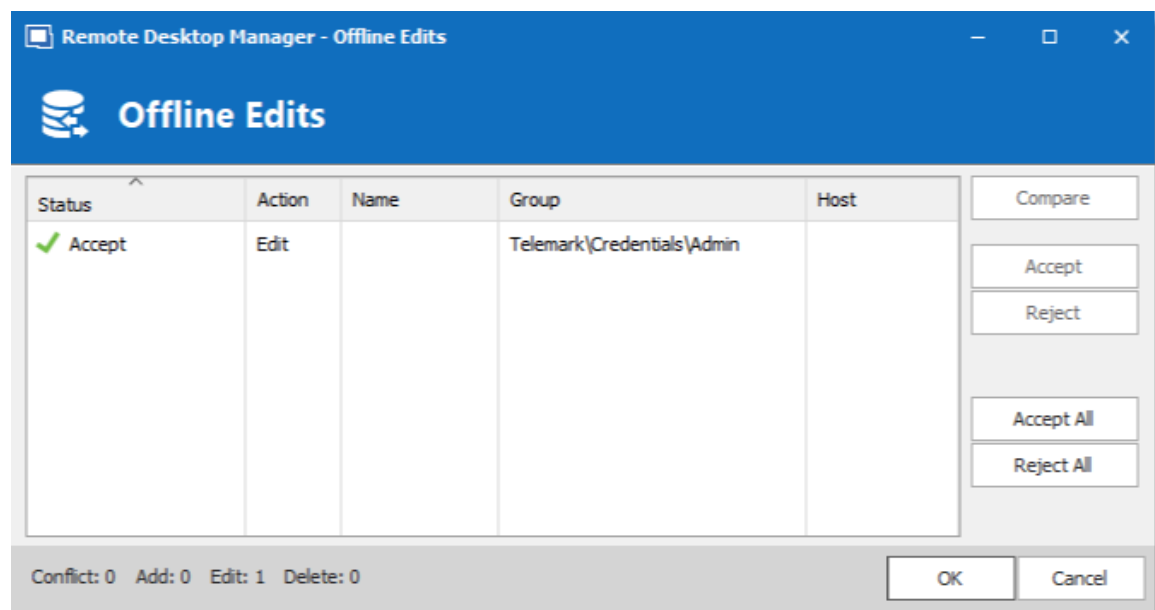 Remote Desktop Manager - Offline Edits
Offline Edits
Status Action Name Group Host
Accept Edit Telemark\Credentials\Admin
Compare
Accept
Reject
Accept All
Reject All
Conflict: 0 Add: 0 Edit: 1 Delete: 0
OK Cancel